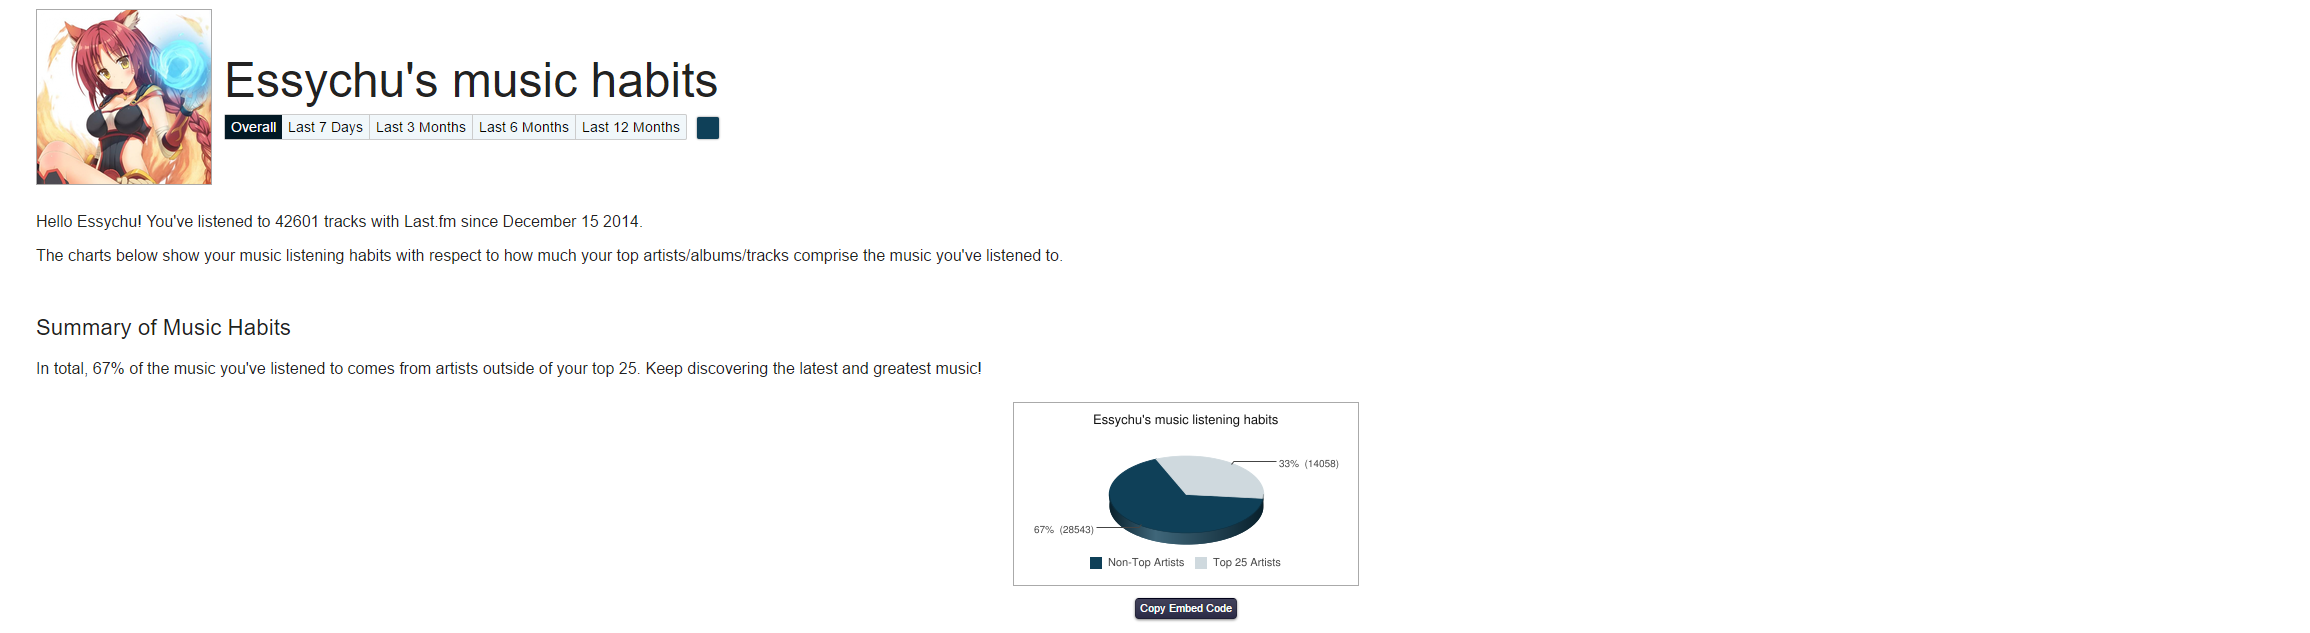 Essychu's music habits
Overall Last 7 Days Last 3 Months Last 6 Months Last 12 Months
Hello Essychu! You've listened to 42601 tracks with Last.fm since December 15 2014.
The charts below show your music listening habits with respect to how much your top artists/albums/tracks comprise the music you've listened to.
Summary of Music Habits
In total, 67% of the music you've listened to comes from artists outside of your top 25. Keep discovering the latest and greatest music!
Essychu's music listening habits
33% (14058)
67% (28543)
Non-Top Artists Top 25 Artists
Copy Embed Code